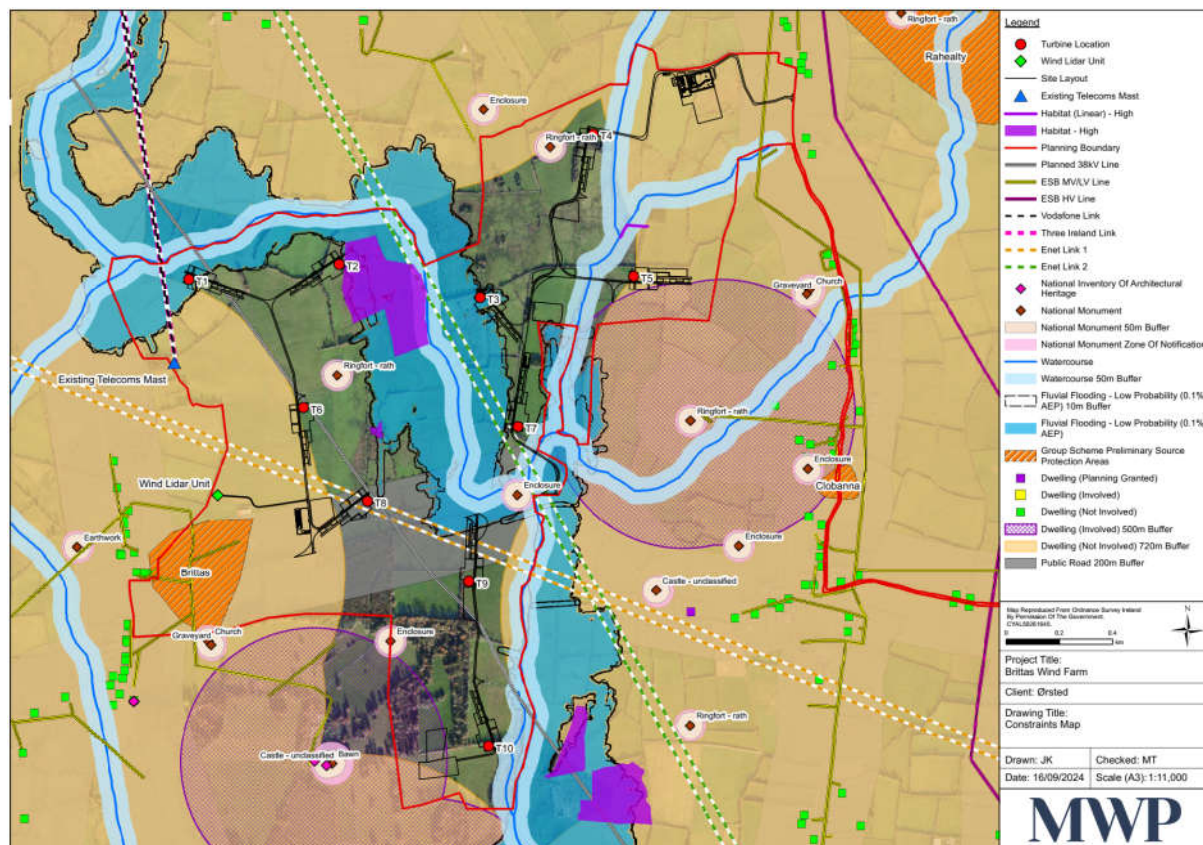 Ringfort - rath
Rahealty
Enclosure
Ringfort - rath
T4
T2
T1
T3
T5
Graveyard
Church
Existing Telecoms Mast
Ringfort - rath
T6
T7
Ringfort - rath
Enclosure
Clobanna
Wind Lidar Unit
Enclosure
T8
Earthwork
Enclosure
Brittas
T9
Castle - unclassified
Graveyard
Church
Enclosure
Ringfort - rath
T10
Castle - unclassified
Bawn
Legend
Turbine Location
Wind Lidar Unit
Site Layout
Existing Telecoms Mast
Habitat (Linear) - High
Habitat - High
Planning Boundary
Planned 38kV Line
ESB MV/LV Line
ESB HV Line
Vodafone Link
Three Ireland Link
Enet Link 1
Enet Link 2
National Inventory Of Architectural
Heritage
National Monument
National Monument 50m Buffer
National Monument Zone Of Notification
Watercourse
Watercourse 50m Buffer
Fluvial Flooding - Low Probability (0.1%
AEP) 10m Buffer
Fluvial Flooding - Low Probability (0.1%
AEP)
Group Scheme Preliminary Source
Protection Areas
Dwelling (Planning Granted)
Dwelling (Involved)
Dwelling (Not Involved)
Dwelling (Involved) 500m Buffer
Dwelling (Not Involved) 720m Buffer
Public Road 200m Buffer
Map Reproduced From Ordnance Survey Ireland
By Permission Of The Government.
N
0 0.2 0.4
km
Project Title:
Brittas Wind Farm
Client: Ørsted
Drawing Title:
Constraints Map
Drawn: JK
Checked: MT
Date: 16/09/2024
Scale (A3): 1:11,000
MWP